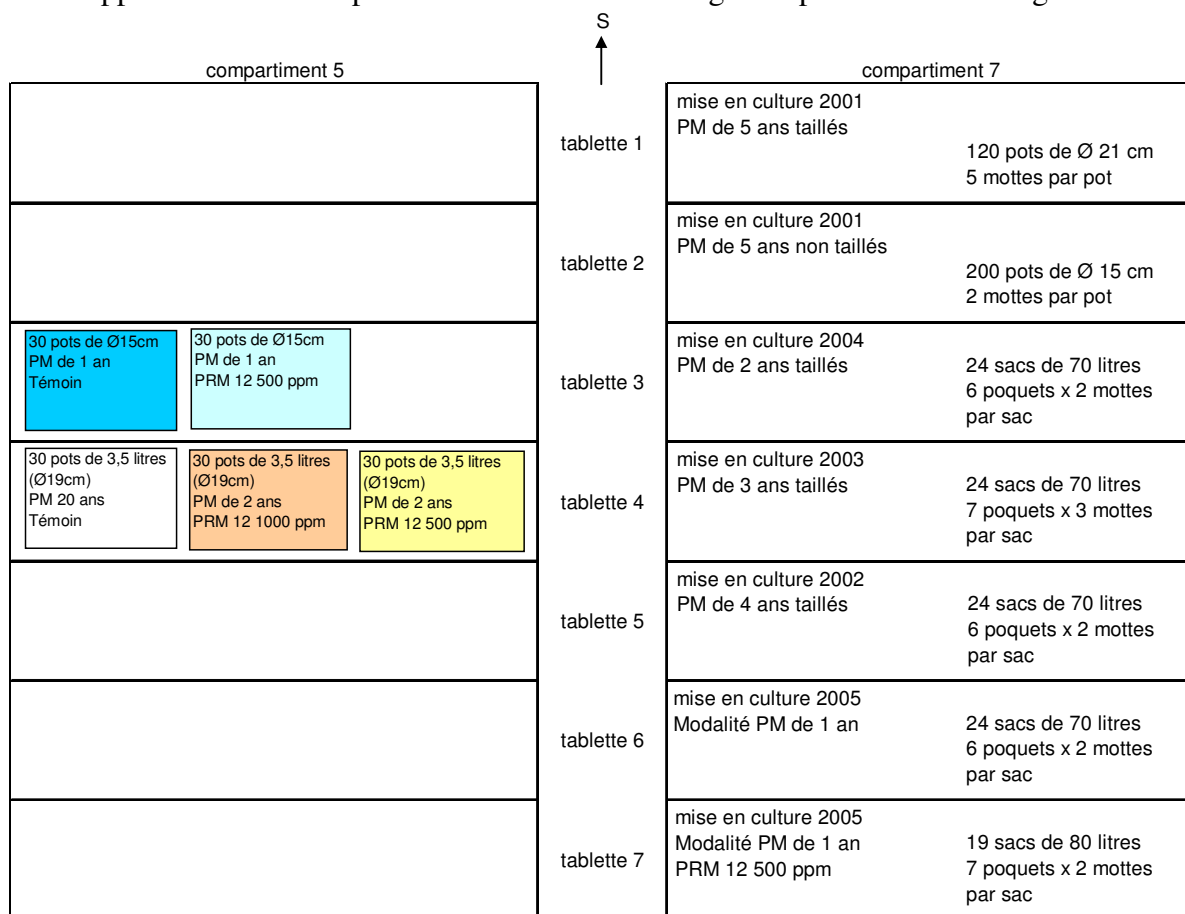 S
compartiment 5
compartiment 7
tablette 1
mise en culture 2001
PM de 5 ans taillés
120 pots de Ø 21 cm
5 mottes par pot
tablette 2
mise en culture 2001
PM de 5 ans non taillés
200 pots de Ø 15 cm
2 mottes par pot
30 pots de Ø15cm
PM de 1 an
Témoin
30 pots de Ø15cm
PM de 1 an
PRM 12 500 ppm
tablette 3
mise en culture 2004
PM de 2 ans taillés
24 sacs de 70 litres
6 poquets x 2 mottes
par sac
30 pots de 3,5 litres
(Ø19cm)
PM 20 ans
Témoin
30 pots de 3,5 litres
(Ø19cm)
PM de 2 ans
PRM 12 1000 ppm
30 pots de 3,5 litres
(Ø19cm)
PM de 2 ans
PRM 12 500 ppm
tablette 4
mise en culture 2003
PM de 3 ans taillés
24 sacs de 70 litres
7 poquets x 3 mottes
par sac
tablette 5
mise en culture 2002
PM de 4 ans taillés
24 sacs de 70 litres
6 poquets x 2 mottes
par sac
tablette 6
mise en culture 2005
Modalité PM de 1 an
24 sacs de 70 litres
6 poquets x 2 mottes
par sac
tablette 7
mise en culture 2005
Modalité PM de 1 an
PRM 12 500 ppm
19 sacs de 80 litres
7 poquets x 2 mottes
par sac